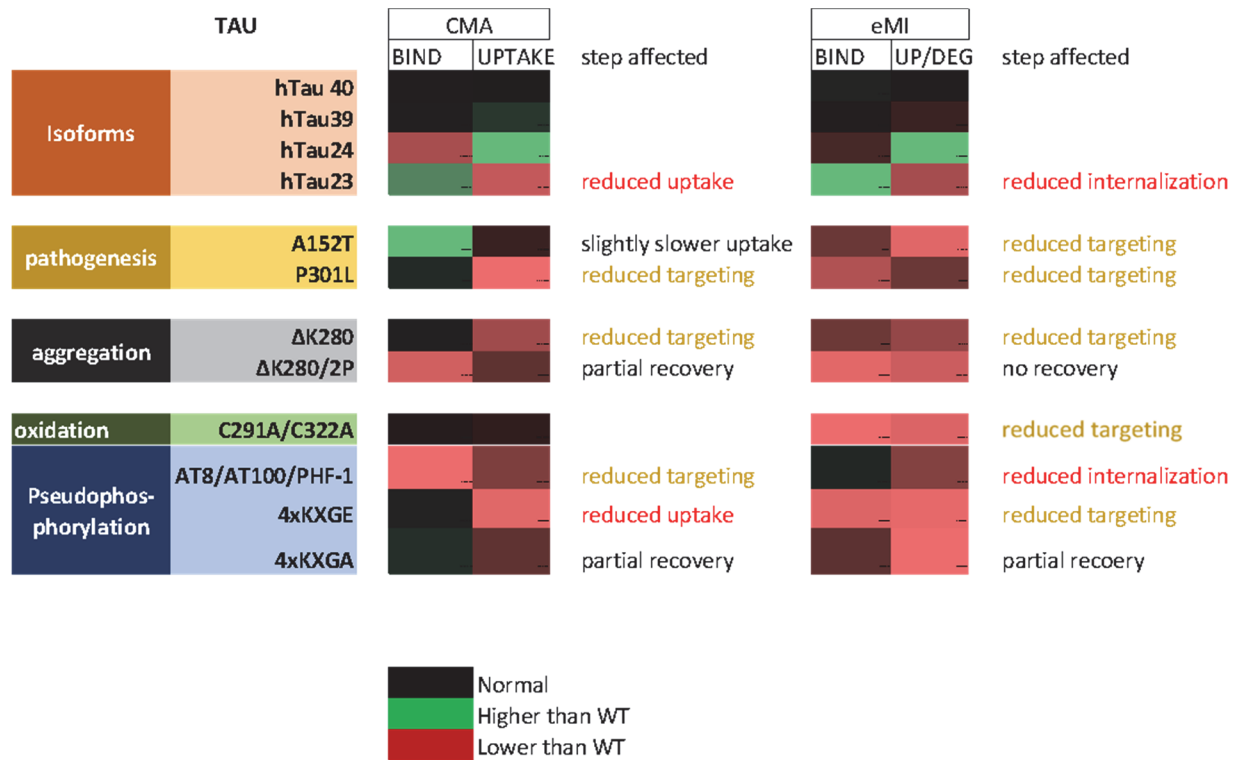 TAU CMA eMI
BIND UPTAKE step affected BIND UP/DEG step affected
Isoforms
hTau 40
hTau39
hTau24
hTau23 reduced uptake reduced internalization
pathogenesis
A152T slightly slower uptake reduced targeting
P301L reduced targeting reduced targeting
aggregation
ΔK280 reduced targeting reduced targeting
ΔK280/2P partial recovery no recovery
oxidation C291A/C322A reduced targeting
Pseudophos-
phorylation
AT8/AT100/PHF-1 reduced targeting reduced internalization
4xKXGE reduced uptake reduced targeting
4xKXGA partial recovery partial recoery
Normal
Higher than WT
Lower than WT